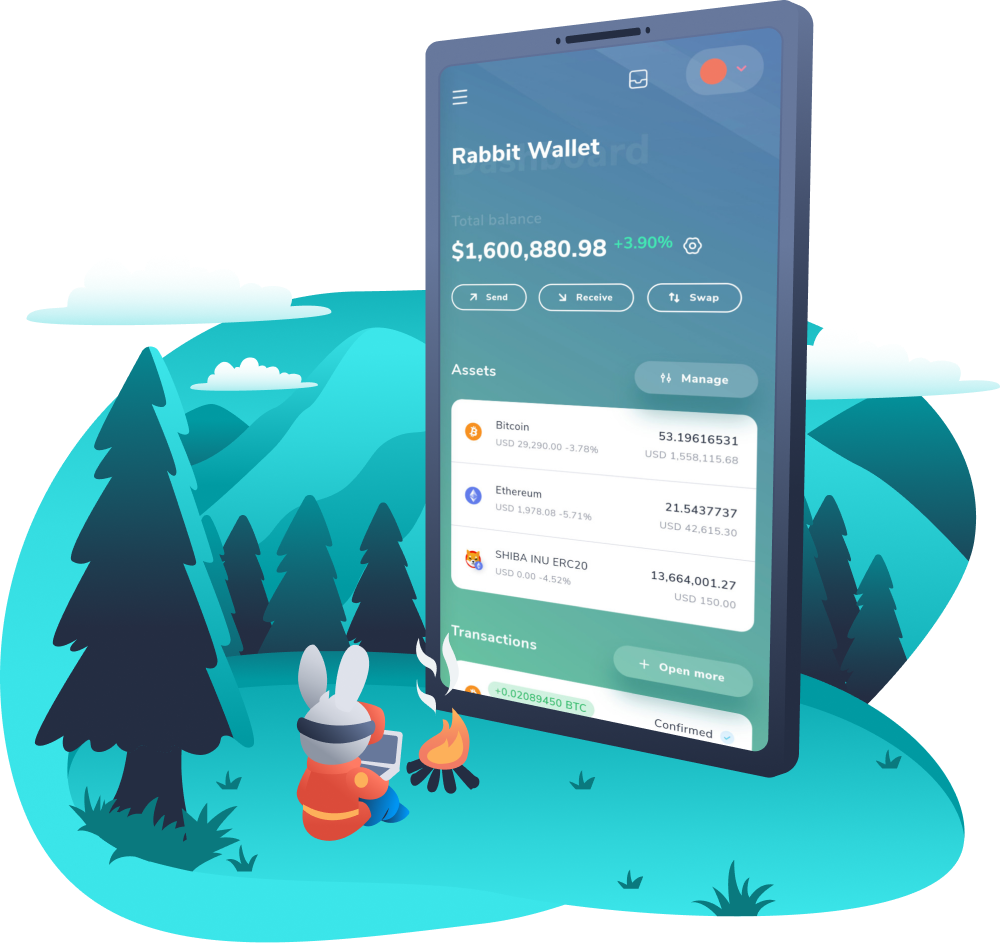 Dashboard
Rabbit Wallet
Total balance
$1,600,880.98 +3.90%
Send Receive Swap
Assets Manage
Bitcoin 53.19616531
USD 29,290.00 -3.78% USD 1,558,115.68
Ethereum 21.5437737
USD 1,978.08 -5.71% USD 42,615.30
SHIBA INU ERC20 13,664,001.27
USD 0.00 -4.52% USD 150.00
Transactions Open more
+0.02089450 BTC Confirmed